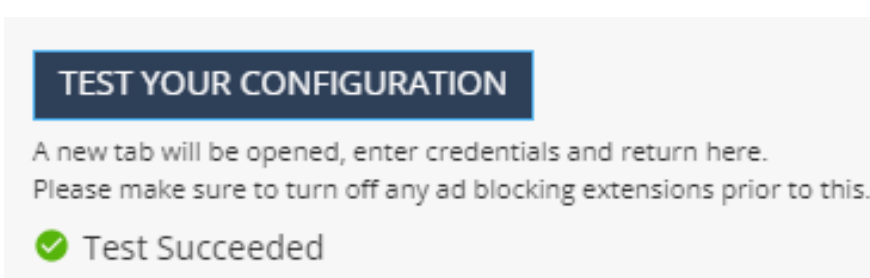 TEST YOUR CONFIGURATION
A new tab will be opened, enter credentials and return here.
Please make sure to turn off any ad blocking extensions prior to this.
Test Succeeded